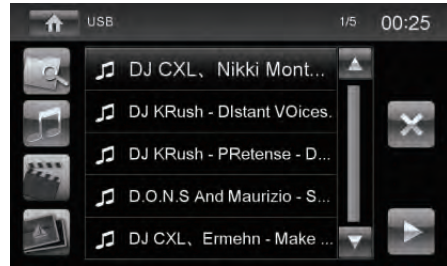 USB 1/5 00:25
DJ CXL、 Nikki Mont...
DJ KRush - DIstant VOices.
DJ KRush - PRetense - D...
D.O.N.S And Maurizio - S...
DJ CXL、 Ermehn - Make ...